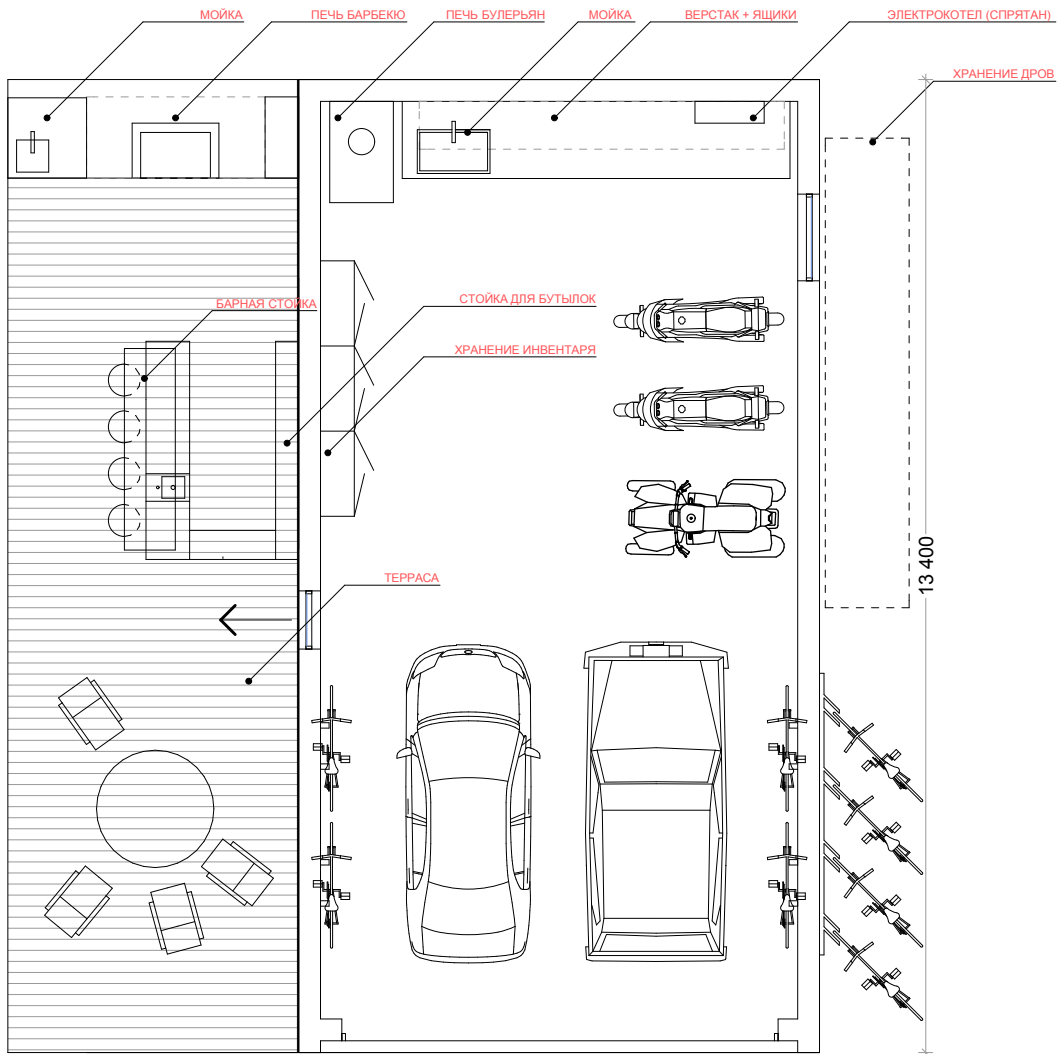 МОЙКА
ПЕЧЬ БАРБЕКЮ
ПЕЧЬ БУЛЕРЬЯН
МОЙКА
ВЕРСТАК + ЯЩИКИ
ЭЛЕКТРОКОТЕЛ (СПРЯТАН)
ХРАНЕНИЕ ДРОВ
БАРНАЯ СТОЙКА
СТОЙКА ДЛЯ БУТЫЛОК
ХРАНЕНИЕ ИНВЕНТАРЯ
13 400
ТЕРРАСА